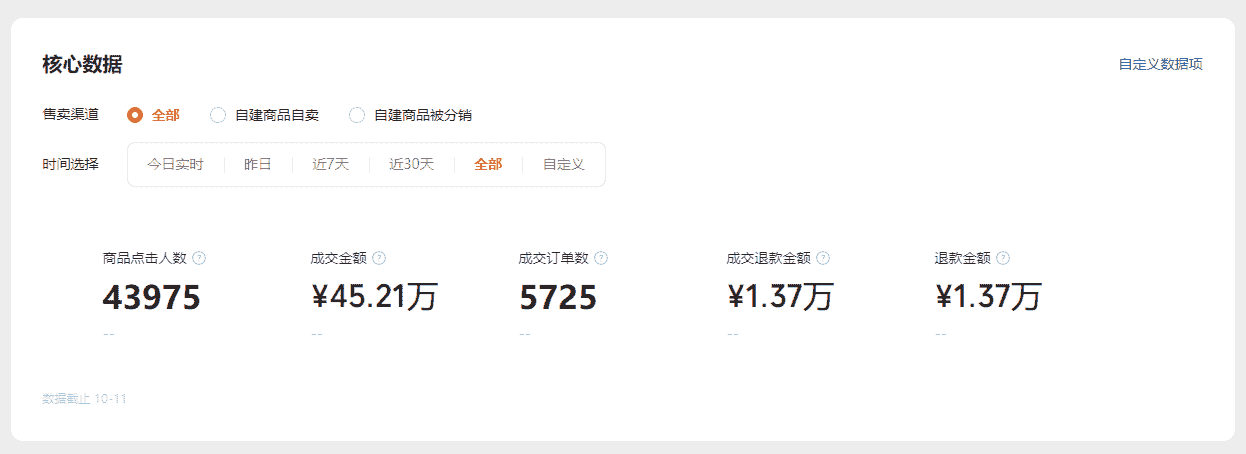 核心数据 自定义数据项
售卖渠道 全部 自建商品自卖 自建商品被分销
时间选择 今日实时 昨日 近7天 近30天 全部 自定义
商品点击人数 ? 成交金额 ? 成交订单数 ? 成交退款金额 ? 退款金额 ?
43975 ¥45.21万 5725 ¥1.37万 ¥1.37万
-- -- -- -- --
数据截止 10-11